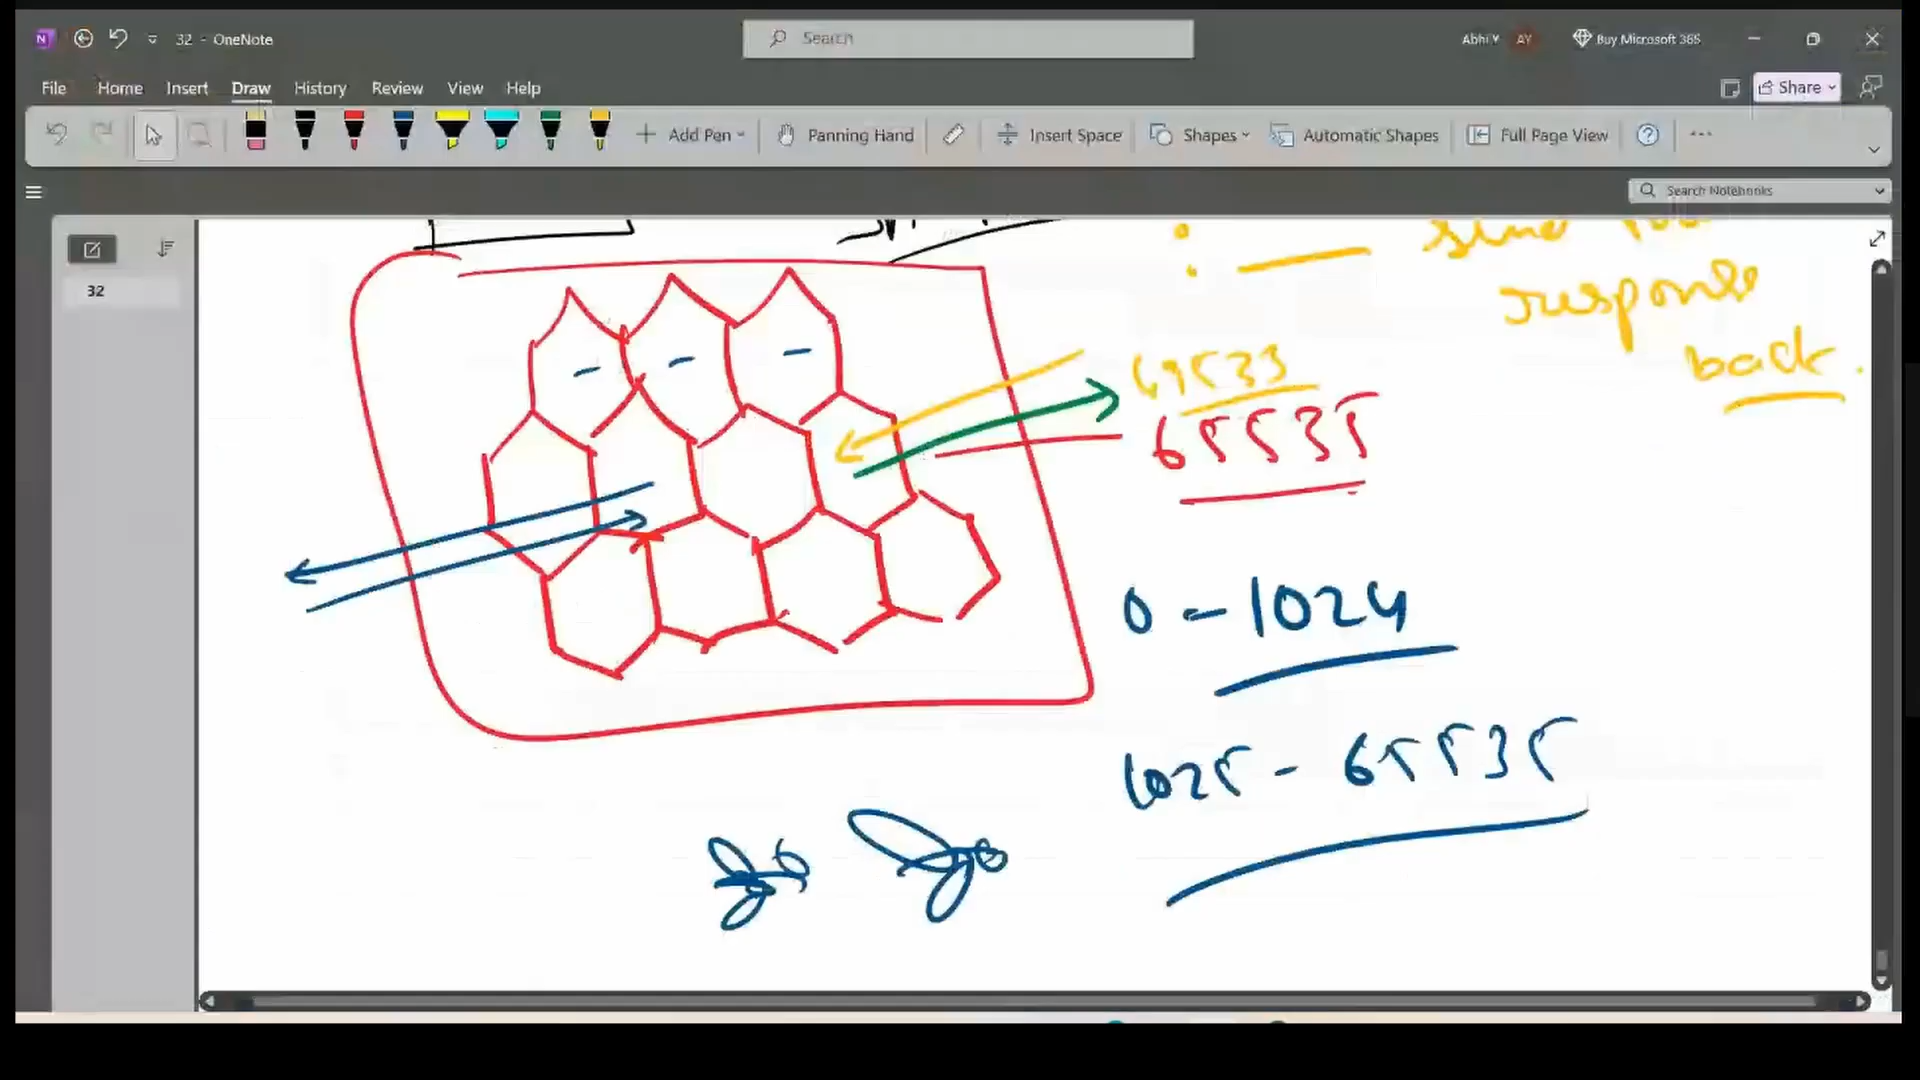 32 - OneNote
Search
Abhi Y AY Buy Microsoft 365
File Home Insert Draw History Review View Help
Share
Add Pen Panning Hand Insert Space Shapes Automatic Shapes Full Page View
Search Notebooks
32
response
back.
49533
65535
0 - 1024
1025 - 65535